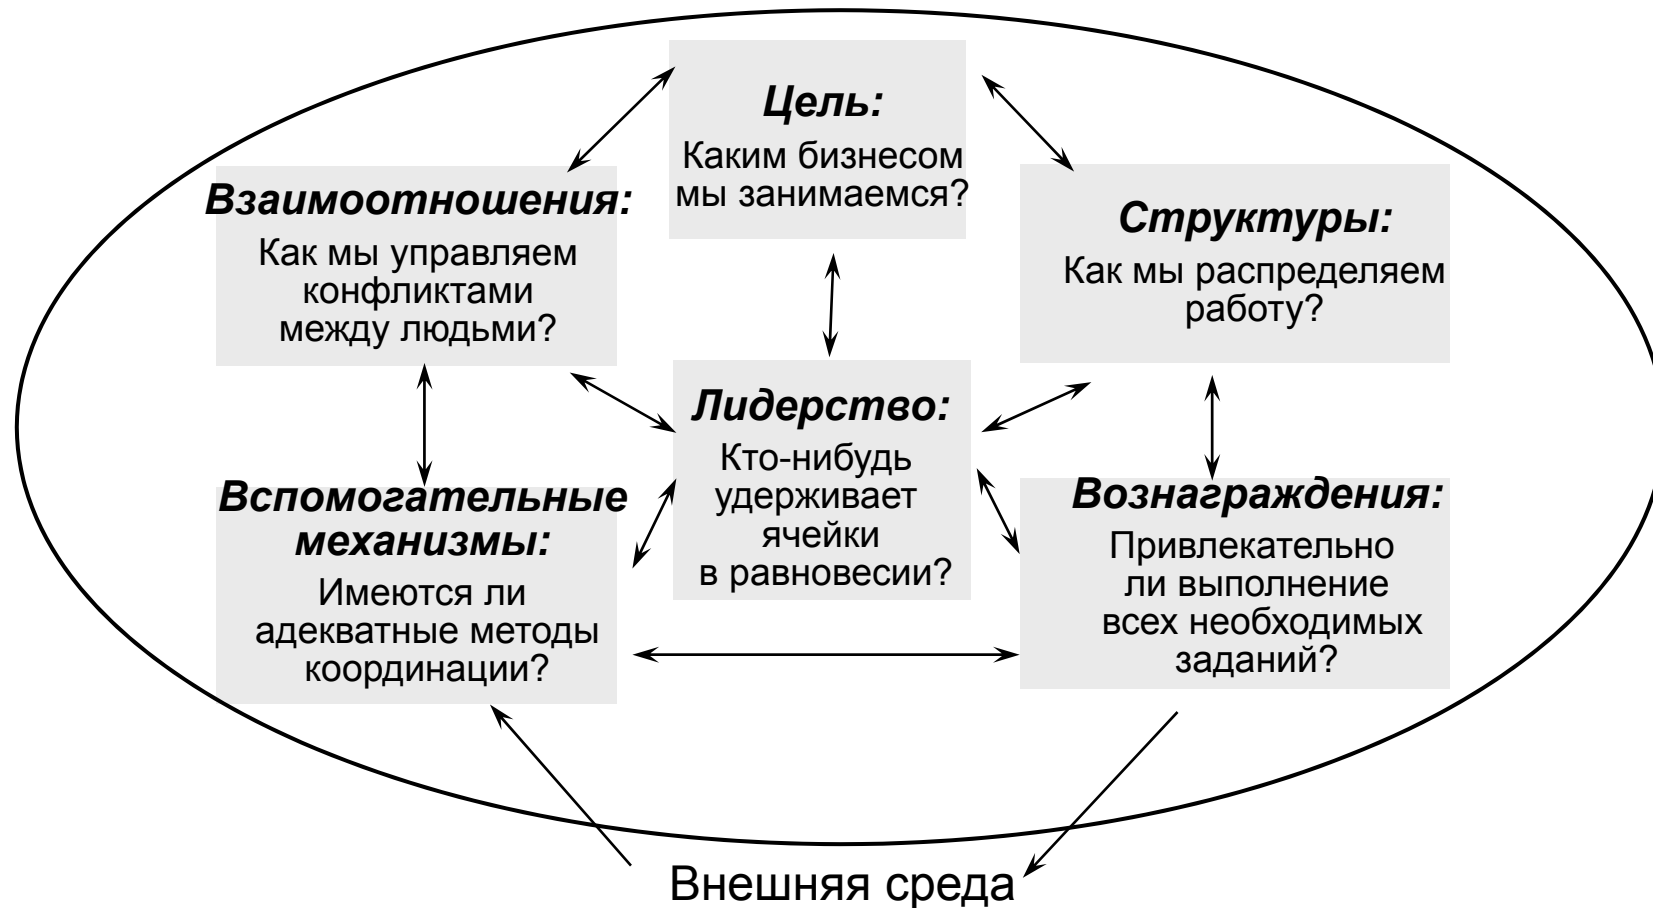 Цель:
Каким бизнесом
мы занимаемся?
Взаимоотношения:
Как мы управляем
конфликтами
между людьми?
Структуры:
Как мы распределяем
работу?
Лидерство:
Кто-нибудь
удерживает
ячейки
в равновесии?
Вспомогательные
механизмы:
Имеются ли
адекватные методы
координации?
Вознаграждения:
Привлекательно
ли выполнение
всех необходимых
заданий?
Внешняя среда